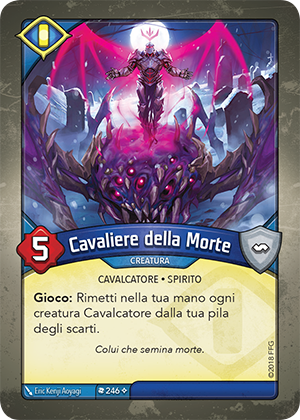 Cavaliere della Morte
CREATURA
5
CAVALCATORE • SPIRITO
Gioco: Rimetti nella tua mano ogni
creatura Cavalcatore dalla tua pila
degli scarti.
Colui che semina morte.
Eric Kenji Aoyagi
246
©2018 FFG